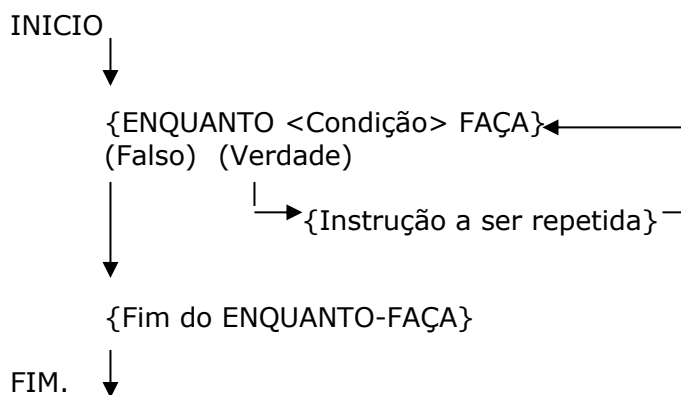 INICIO
{ENQUANTO <Condição> FAÇA}
(Falso) (Verdade)
{Instrução a ser repetida}
{Fim do ENQUANTO-FAÇA}
FIM.